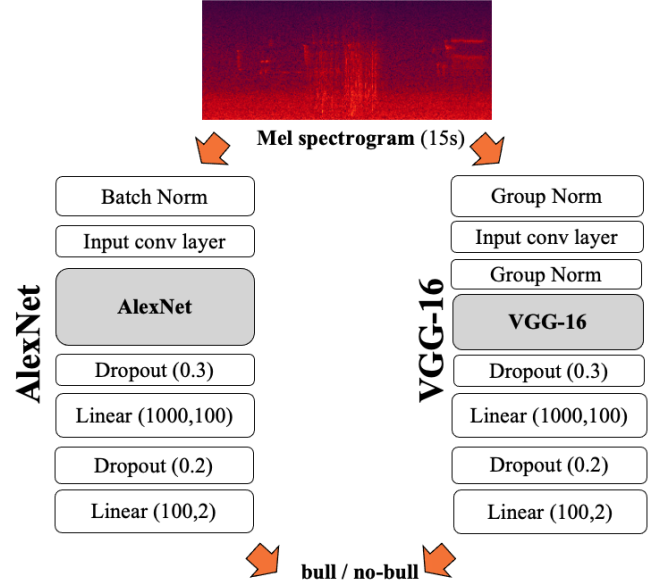 Mel spectrogram (15s)
AlexNet
Batch Norm
Input conv layer
AlexNet
Dropout (0.3)
Linear (1000,100)
Dropout (0.2)
Linear (100,2)
VGG-16
Group Norm
Input conv layer
Group Norm
VGG-16
Dropout (0.3)
Linear (1000,100)
Dropout (0.2)
Linear (100,2)
bull / no-bull